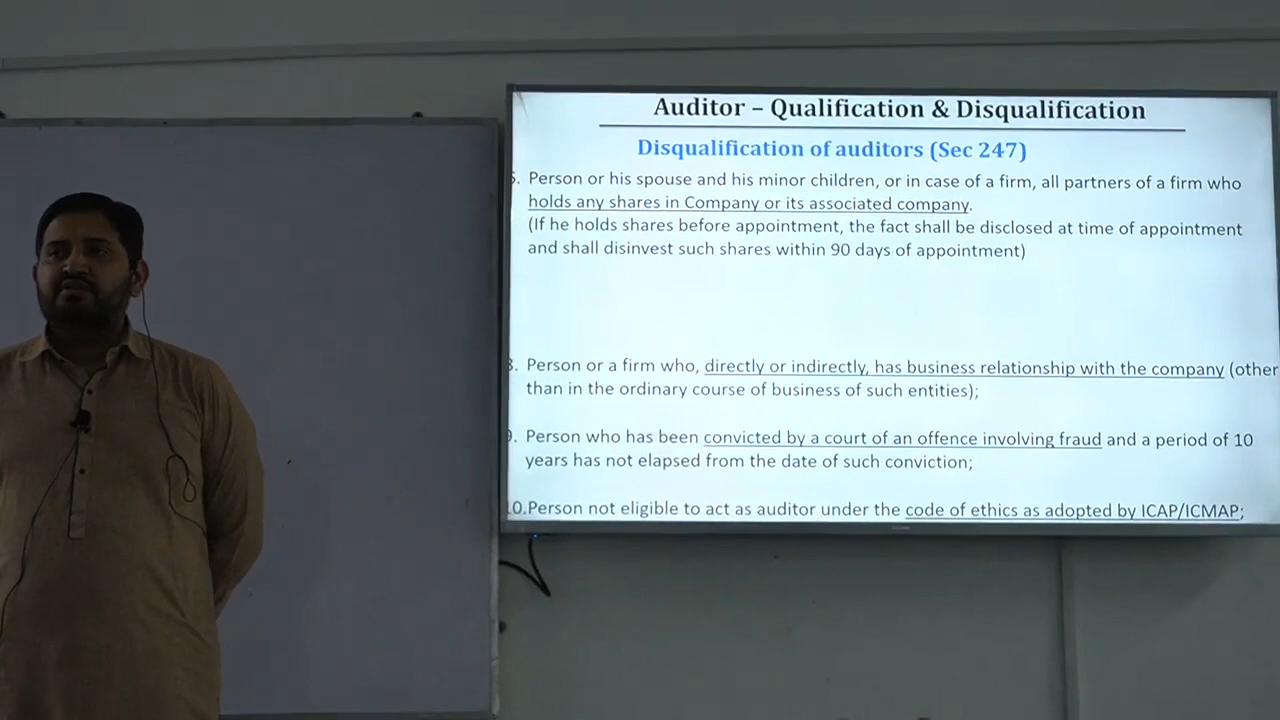 Auditor – Qualification & Disqualification
Disqualification of auditors (Sec 247)
Person or his spouse and his minor children, or in case of a firm, all partners of a firm who
holds any shares in Company or its associated company.
(If he holds shares before appointment, the fact shall be disclosed at time of appointment
and shall disinvest such shares within 90 days of appointment)
8. Person or a firm who, directly or indirectly, has business relationship with the company (other
than in the ordinary course of business of such entities);
9. Person who has been convicted by a court of an offence involving fraud and a period of 10
years has not elapsed from the date of such conviction;
10.Person not eligible to act as auditor under the code of ethics as adopted by ICAP/ICMAP;